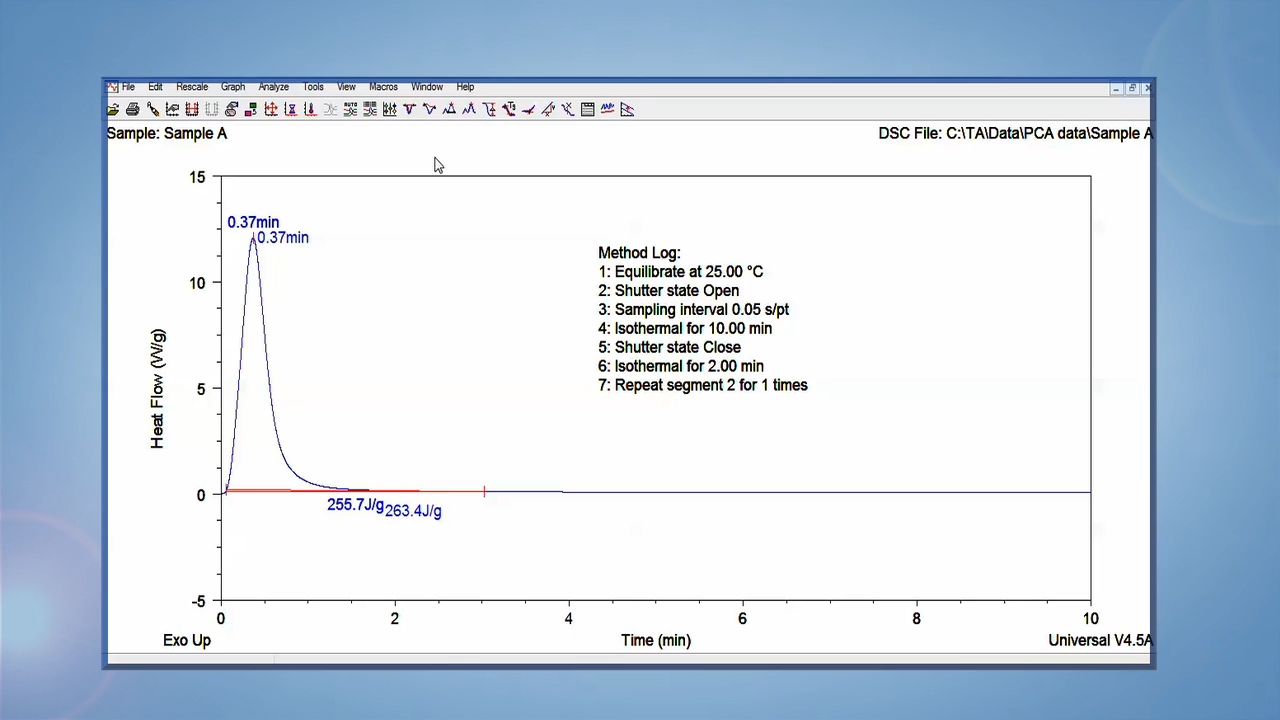 File Edit Rescale Graph Analyze Tools View Macros Window Help
Sample: Sample A
DSC File: C:\TA\Data\PCA data\Sample A
15
10
5
0
-5
Heat Flow (W/g)
0.37min
0.37min
Method Log:
1: Equilibrate at 25.00 °C
2: Shutter state Open
3: Sampling interval 0.05 s/pt
4: Isothermal for 10.00 min
5: Shutter state Close
6: Isothermal for 2.00 min
7: Repeat segment 2 for 1 times
255.7J/g
263.4J/g
0 2 4 6 8 10
Exo Up
Time (min)
Universal V4.5A